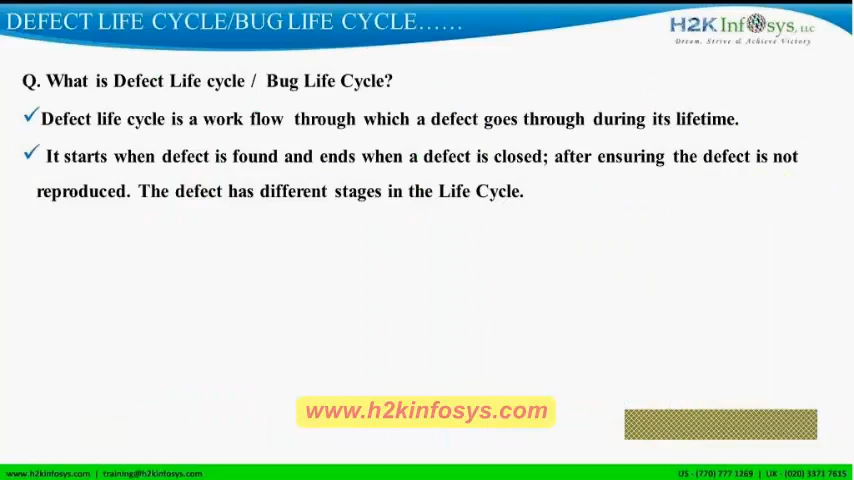 DEFECT LIFE CYCLE/BUG LIFE CYCLE……
H2K Infosys, LLC
Dream, Strive & Achieve Victory
Q. What is Defect Life cycle / Bug Life Cycle?
✓Defect life cycle is a work flow through which a defect goes through during its lifetime.
✓ It starts when defect is found and ends when a defect is closed; after ensuring the defect is not
reproduced. The defect has different stages in the Life Cycle.
www.h2kinfosys.com
www.h2kinfosys.com | training@h2kinfosys.com
US - (770) 777 1269 | UK - (020) 3371 7615